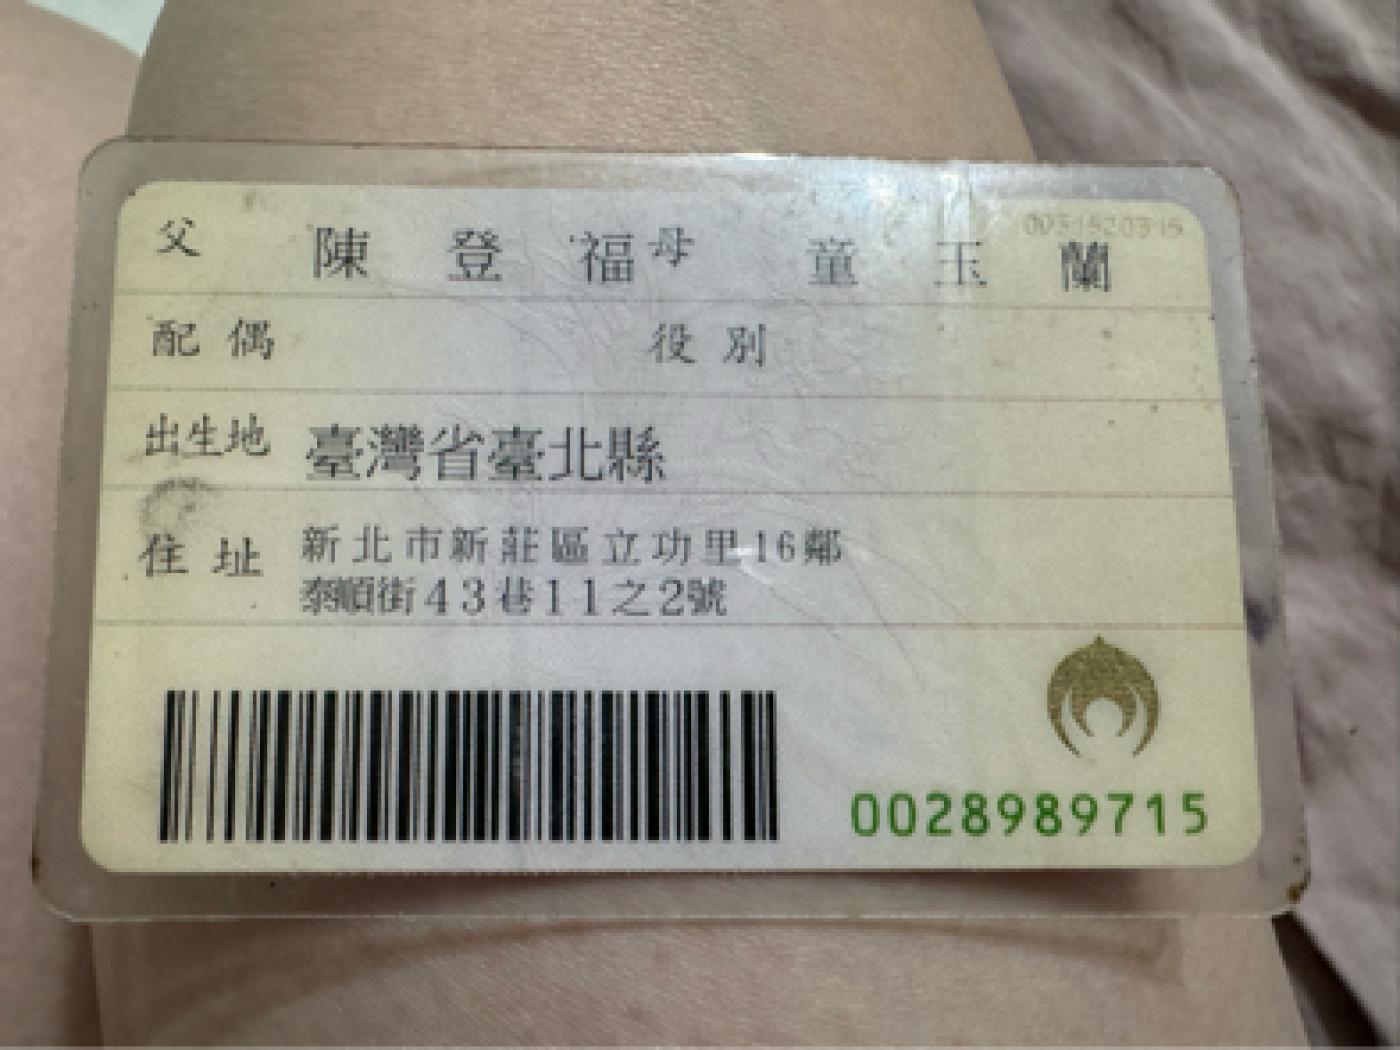 0031520315
父 陳登福 母 童玉蘭
配偶 役別
出生地 臺灣省臺北縣
住址 新北市新莊區立功里16鄰
泰順街43巷11之2號
0028989715